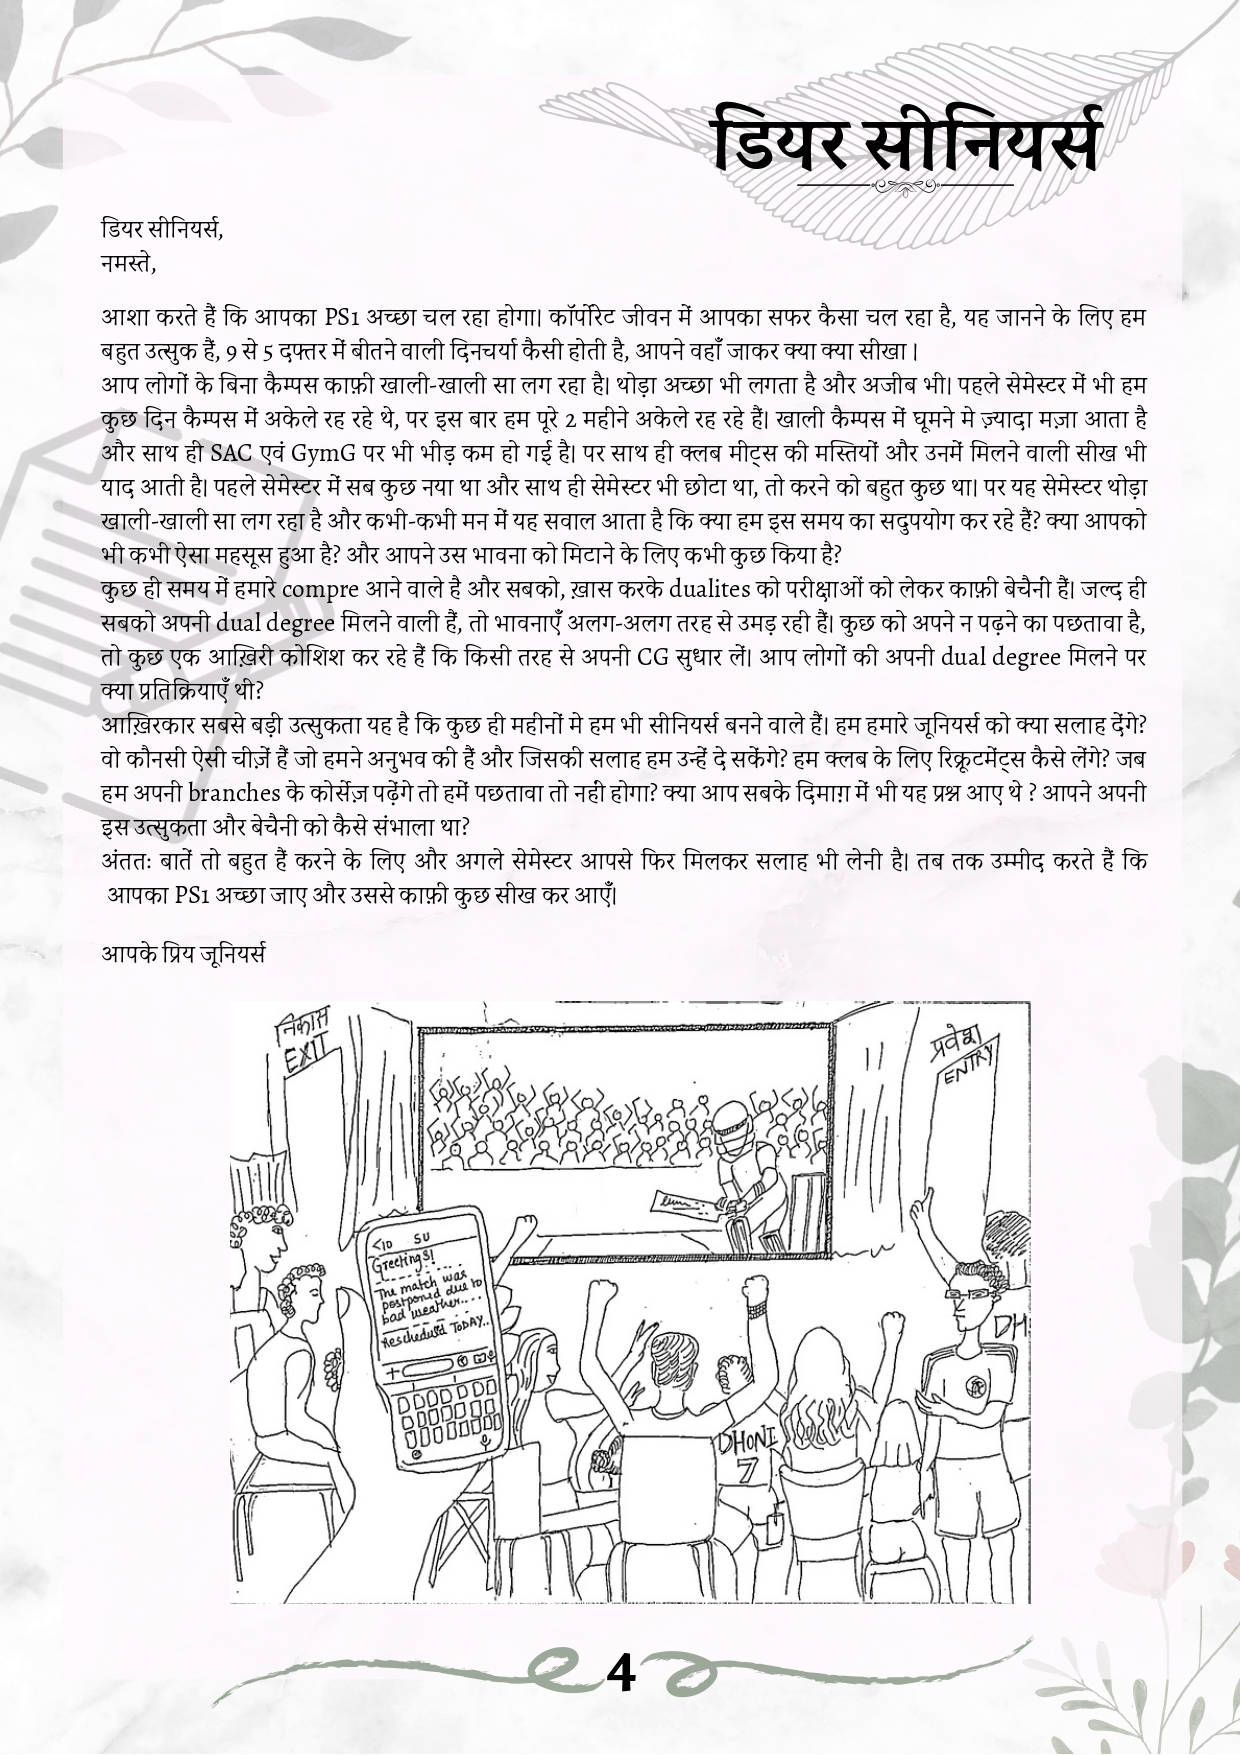 डियर सीनियर्स
डियर सीनियर्स,
नमस्ते,
आशा करते हैं कि आपका PS1 अच्छा चल रहा होगा। कॉर्पोरेट जीवन में आपका सफर कैसा चल रहा है, यह जानने के लिए हम
बहुत उत्सुक हैं, 9 से 5 दफ्तर में बीतने वाली दिनचर्या कैसी होती है, आपने वहाँ जाकर क्या क्या सीखा ।
आप लोगों के बिना कैम्पस काफ़ी खाली-खाली सा लग रहा है। थोड़ा अच्छा भी लगता है और अजीब भी। पहले सेमेस्टर में भी हम
कुछ दिन कैम्पस में अकेले रह रहे थे, पर इस बार हम पूरे 2 महीने अकेले रह रहे हैं। खाली कैम्पस में घूमने मे ज़्यादा मज़ा आता है
और साथ ही SAC एवं GymG पर भी भीड़ कम हो गई है। पर साथ ही क्लब मीट्स की मस्तियों और उनमें मिलने वाली सीख भी
याद आती है। पहले सेमेस्टर में सब कुछ नया था और साथ ही सेमेस्टर भी छोटा था, तो करने को बहुत कुछ था। पर यह सेमेस्टर थोड़ा
खाली-खाली सा लग रहा है और कभी-कभी मन में यह सवाल आता है कि क्या हम इस समय का सदुपयोग कर रहे हैं? क्या आपको
भी कभी ऐसा महसूस हुआ है? और आपने उस भावना को मिटाने के लिए कभी कुछ किया है?
कुछ ही समय में हमारे compre आने वाले है और सबको, ख़ास करके dualites को परीक्षाओं को लेकर काफ़ी बेचैनी हैं। जल्द ही
सबको अपनी dual degree मिलने वाली हैं, तो भावनाएँ अलग-अलग तरह से उमड़ रही हैं। कुछ को अपने न पढ़ने का पछतावा है,
तो कुछ एक आख़िरी कोशिश कर रहे हैं कि किसी तरह से अपनी CG सुधार लें। आप लोगों की अपनी dual degree मिलने पर
क्या प्रतिक्रियाएँ थी?
आख़िरकार सबसे बड़ी उत्सुकता यह है कि कुछ ही महीनों मे हम भी सीनियर्स बनने वाले हैं। हम हमारे जूनियर्स को क्या सलाह देंगे?
वो कौनसी ऐसी चीज़ें हैं जो हमने अनुभव की हैं और जिसकी सलाह हम उन्हें दे सकेंगे? हम क्लब के लिए रिक्रूटमेंट्स कैसे लेंगे? जब
हम अपनी branches के कोर्सेज़ पढ़ेंगे तो हमें पछतावा तो नहीं होगा? क्या आप सबके दिमाग़ में भी यह प्रश्न आए थे ? आपने अपनी
इस उत्सुकता और बेचैनी को कैसे संभाला था?
अंततः बातें तो बहुत हैं करने के लिए और अगले सेमेस्टर आपसे फिर मिलकर सलाह भी लेनी है। तब तक उम्मीद करते हैं कि
आपका PS1 अच्छा जाए और उससे काफ़ी कुछ सीख कर आएँ।
आपके प्रिय जूनियर्स
निकास
EXIT
प्रवेश
ENTRY
<10 SU
Greetings!
The match was
postponed due to
bad weather....
Rescheduled TODAY..
DHONI
7
DH
4